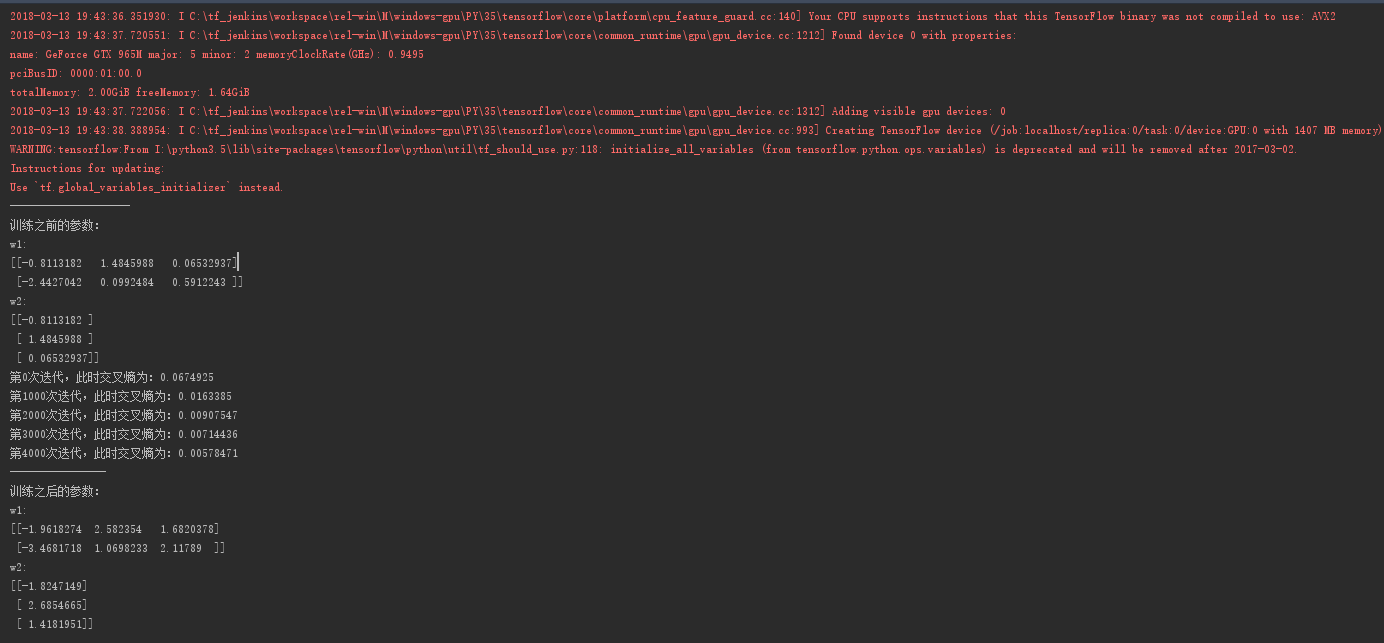 2018-03-13 19:43:36.351930: I C:\tf_jenkins\workspace\rel-win\M\windows-gpu\PY\35\tensorflow\core\platform\cpu_feature_guard.cc:140] Your CPU supports instructions that this TensorFlow binary was not compiled to use: AVX2
2018-03-13 19:43:37.720551: I C:\tf_jenkins\workspace\rel-win\M\windows-gpu\PY\35\tensorflow\core\common_runtime\gpu\gpu_device.cc:1212] Found device 0 with properties:
name: GeForce GTX 965M major: 5 minor: 2 memoryClockRate(GHz): 0.9495
pciBusID: 0000:01:00.0
totalMemory: 2.00GiB freeMemory: 1.64GiB
2018-03-13 19:43:37.722056: I C:\tf_jenkins\workspace\rel-win\M\windows-gpu\PY\35\tensorflow\core\common_runtime\gpu\gpu_device.cc:1312] Adding visible gpu devices: 0
2018-03-13 19:43:38.388954: I C:\tf_jenkins\workspace\rel-win\M\windows-gpu\PY\35\tensorflow\core\common_runtime\gpu\gpu_device.cc:993] Creating TensorFlow device (/job:localhost/replica:0/task:0/device:GPU:0 with 1407 MB memory)
WARNING:tensorflow:From I:\python3.5\lib\site-packages\tensorflow\python\util\tf_should_use.py:118: initialize_all_variables (from tensorflow.python.ops.variables) is deprecated and will be removed after 2017-03-02.
Instructions for updating:
Use `tf.global_variables_initializer` instead.
————————————————————
训练之前的参数：
w1:
[[-0.8113182   1.4845988   0.06532937]
 [-2.4427042   0.0992484   0.5912243 ]]
w2:
[[-0.8113182 ]
 [ 1.4845988 ]
 [ 0.06532937]]
第0次迭代，此时交叉熵为：0.0674925
第1000次迭代，此时交叉熵为：0.0163385
第2000次迭代，此时交叉熵为：0.00907547
第3000次迭代，此时交叉熵为：0.00714436
第4000次迭代，此时交叉熵为：0.00578471
————————————————
训练之后的参数：
w1:
[[-1.9618274  2.582354   1.6820378]
 [-3.4681718  1.0698233  2.11789  ]]
w2:
[[-1.8247149]
 [ 2.6854665]
 [ 1.4181951]]